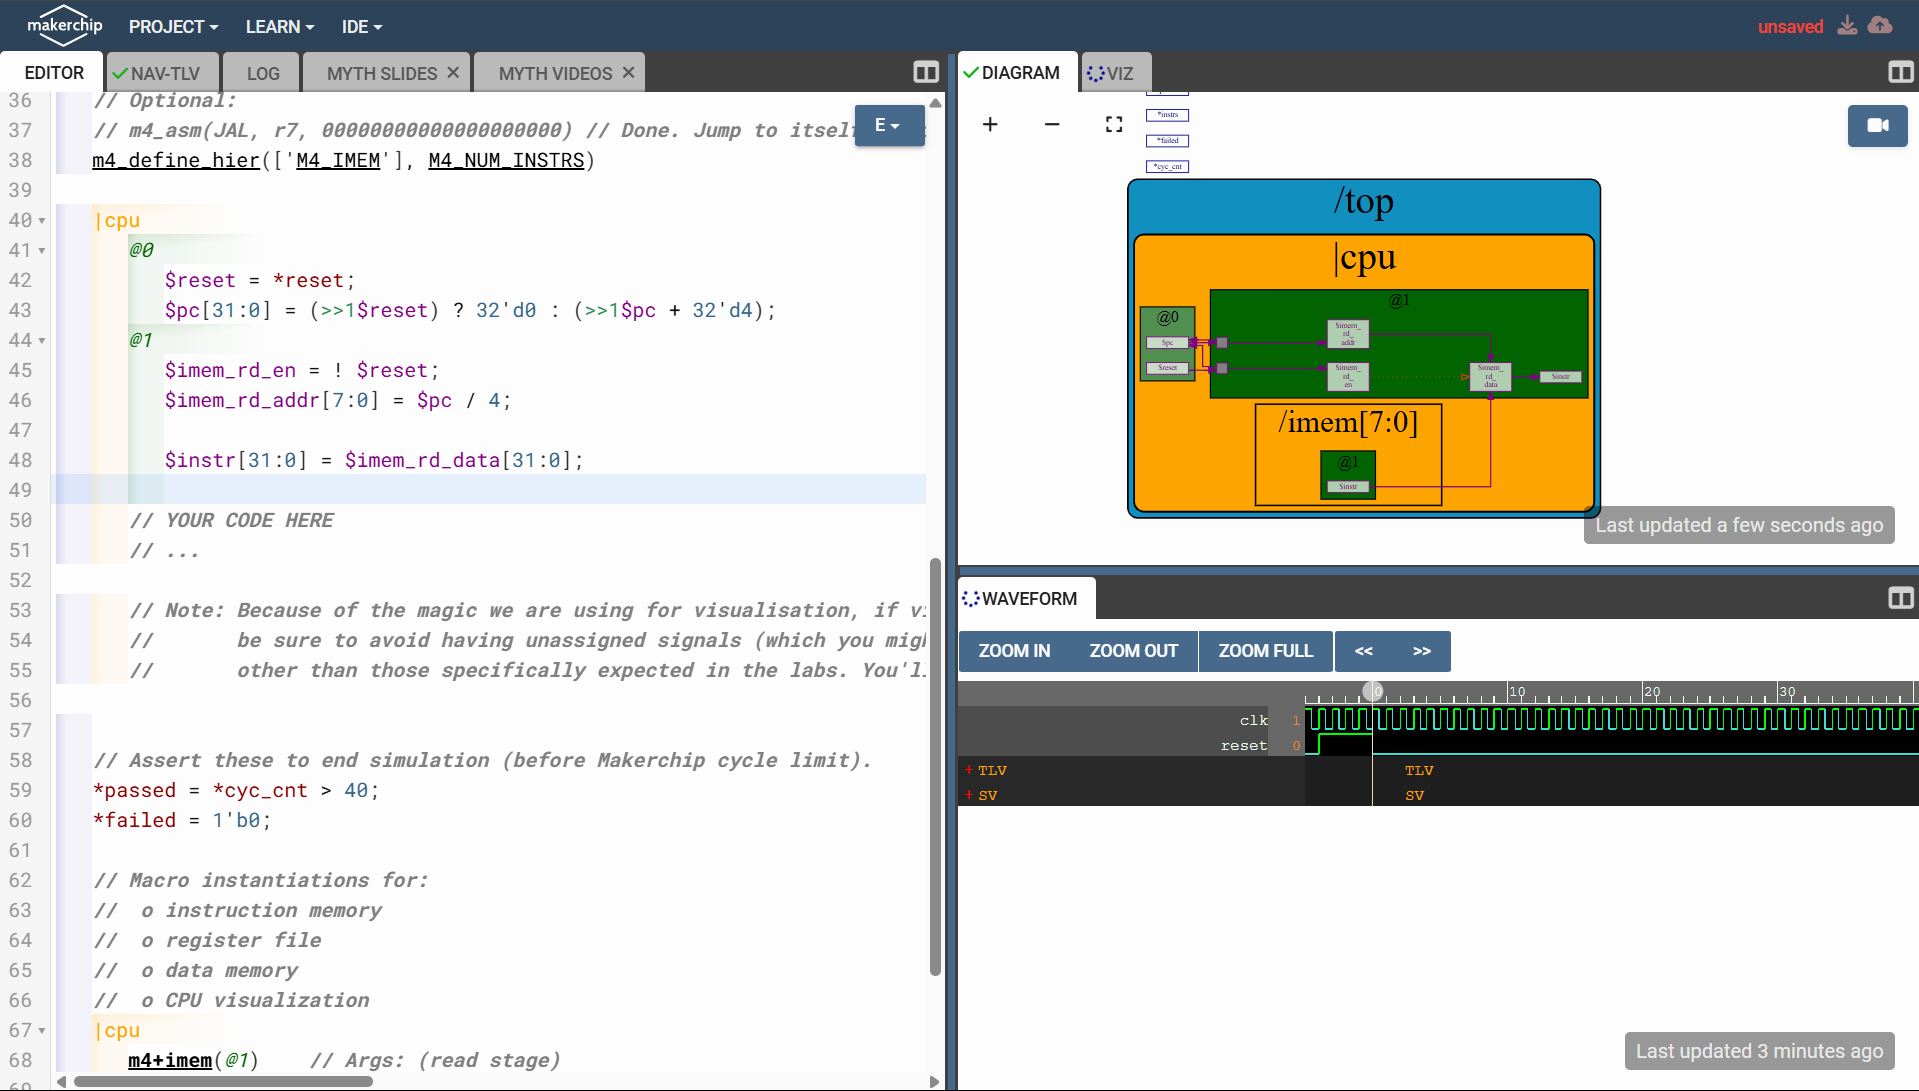 makerchip PROJECT LEARN IDE unsaved
EDITOR NAV-TLV LOG MYTH SLIDES MYTH VIDEOS
36 // Optional:
37 // m4_asm(JAL, r7, 00000000000000000000) // Done. Jump to itself
E
38 m4_define_hier(['M4_IMEM'], M4_NUM_INSTRS)
39
40 |cpu
41 @0
42 $reset = *reset;
43 $pc[31:0] = (>>1$reset) ? 32'd0 : (>>1$pc + 32'd4);
44 @1
45 $imem_rd_en = ! $reset;
46 $imem_rd_addr[7:0] = $pc / 4;
47
48 $instr[31:0] = $imem_rd_data[31:0];
49
50 // YOUR CODE HERE
51 // ...
52
53 // Note: Because of the magic we are using for visualisation, if
54 // be sure to avoid having unassigned signals (which you
55 // other than those specifically expected in the labs.
56
57
58 // Assert these to end simulation (before Makerchip cycle limit).
59 *passed = *cyc_cnt > 40;
60 *failed = 1'b0;
61
62 // Macro instantiations for:
63 // o instruction memory
64 // o register file
65 // o data memory
66 // o CPU visualization
67 |cpu
68 m4+imem(@1) // Args: (read stage)
DIAGRAM VIZ
*instrs
*failed
*cyc_cnt
/top
|cpu
@0
$pc
$reset
@1
$imem_
rd_
addr
$imem_
rd_
en
$imem_
rd_
data
$instr
/imem[7:0]
@1
$instr
Last updated a few seconds ago
WAVEFORM
ZOOM IN ZOOM OUT ZOOM FULL << >>
0 10 20 30
clk 1
reset 0
+ TLV TLV
+ SV SV
Last updated 3 minutes ago